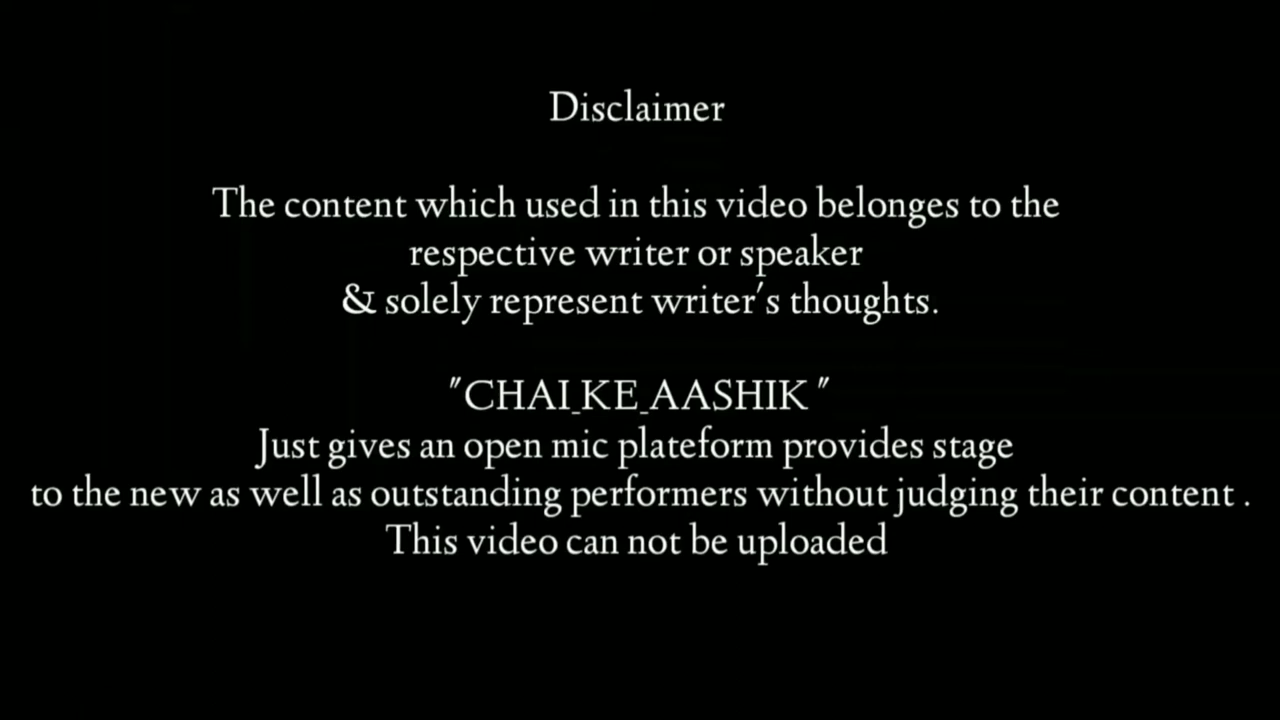 Disclaimer
The content which used in this video belonges to the
respective writer or speaker
& solely represent writer's thoughts.
"CHAI_KE_AASHIK "
Just gives an open mic plateform provides stage
to the new as well as outstanding performers without judging their content .
This video can not be uploaded